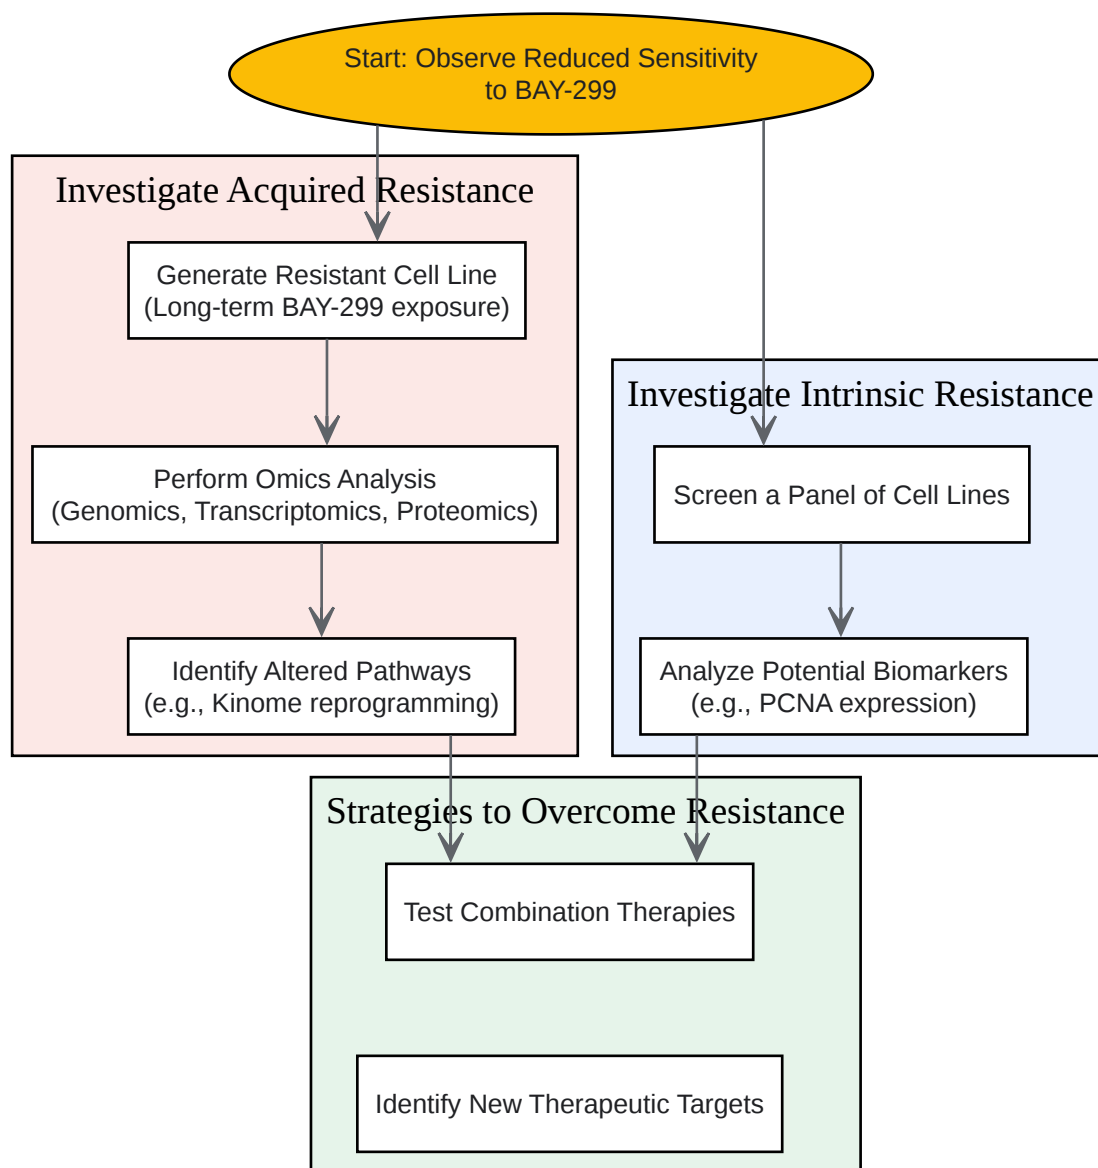 Start: Observe Reduced Sensitivity
to BAY-299
Investigate Acquired Resistance
Generate Resistant Cell Line
(Long-term BAY-299 exposure)
Perform Omics Analysis
(Genomics, Transcriptomics, Proteomics)
Identify Altered Pathways
(e.g., Kinome reprogramming)
Investigate Intrinsic Resistance
Screen a Panel of Cell Lines
Analyze Potential Biomarkers
(e.g., PCNA expression)
Strategies to Overcome Resistance
Test Combination Therapies
Identify New Therapeutic Targets